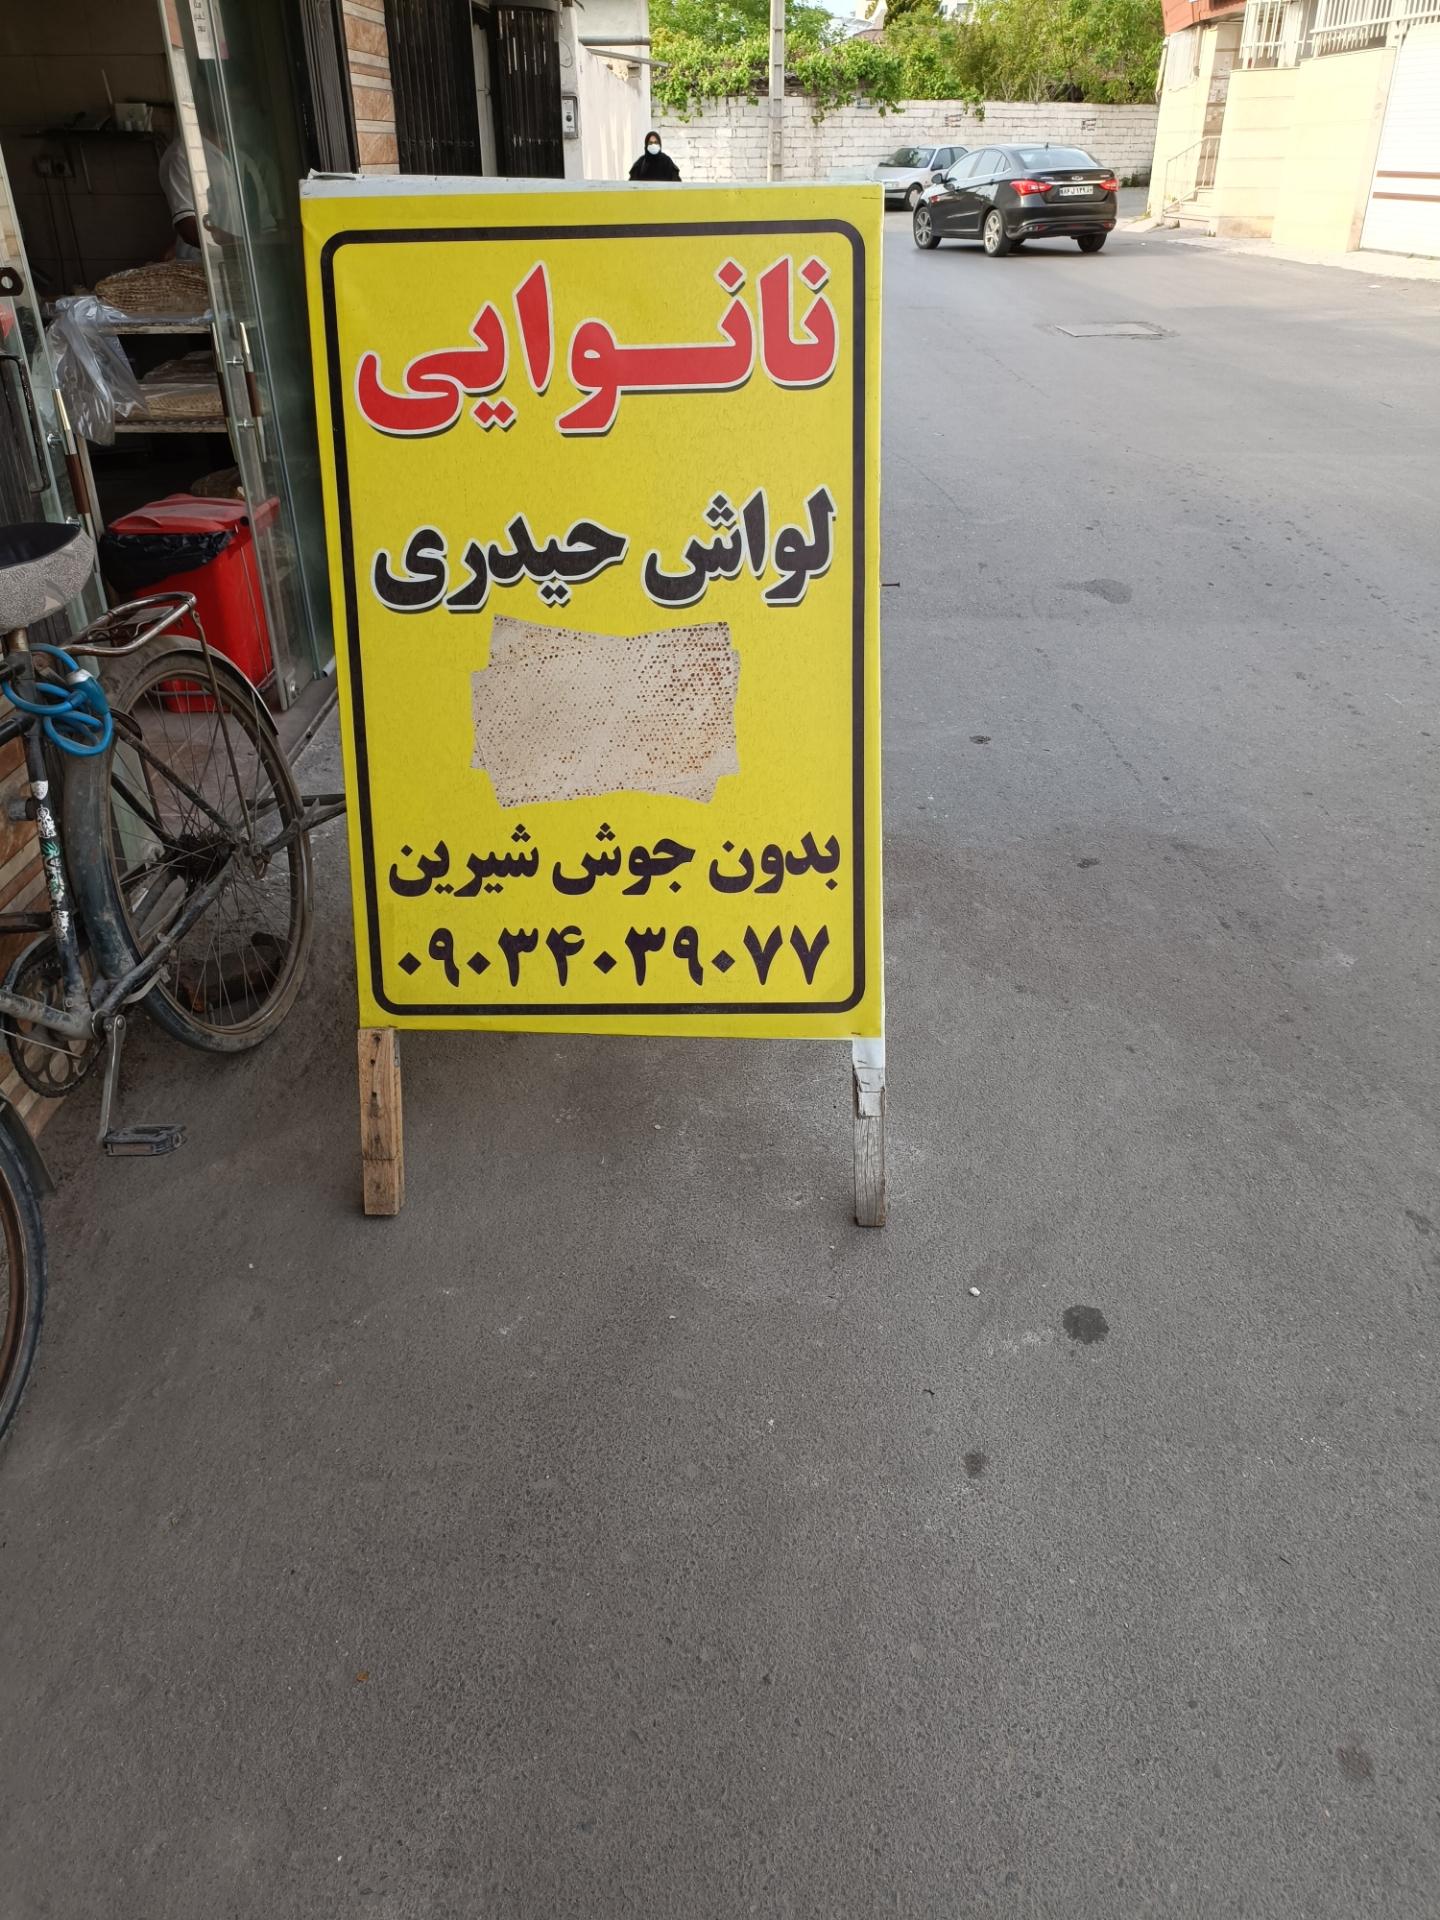 نانوایی
لواش حیدری
بدون جوش شیرین
۰۹۰۳۴۰۳۹۰۷۷